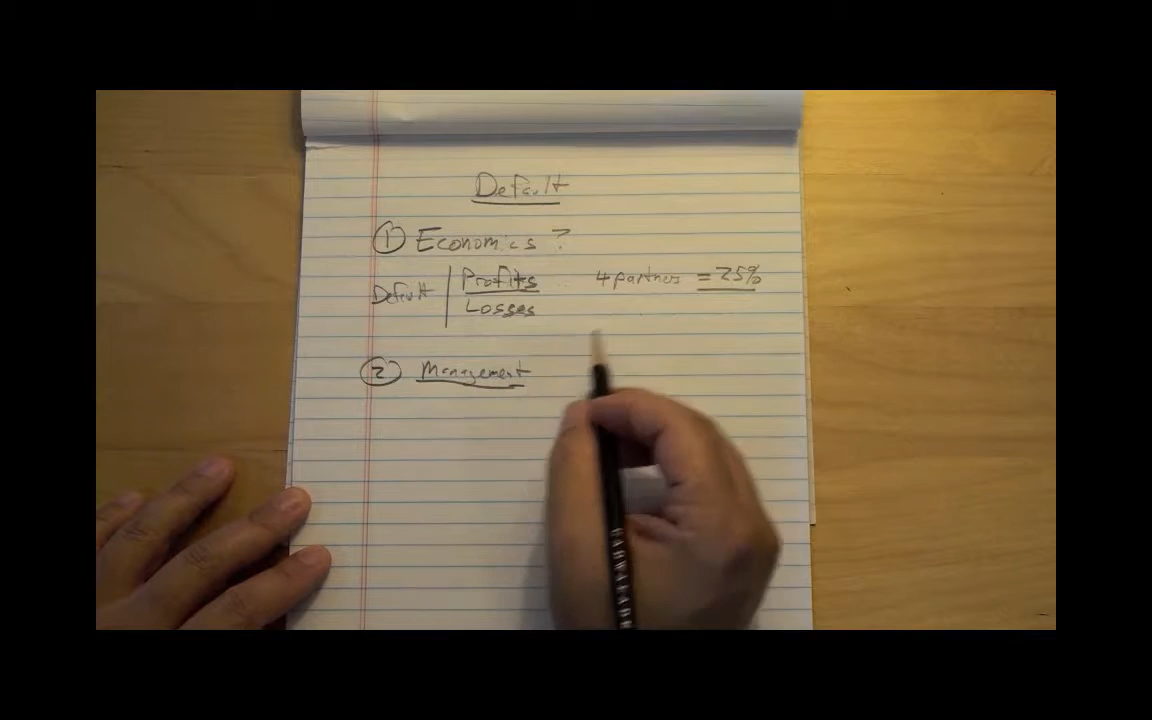 Default
① Economics ?
Default | Profits 4 partners = 25%
Losses
② Management